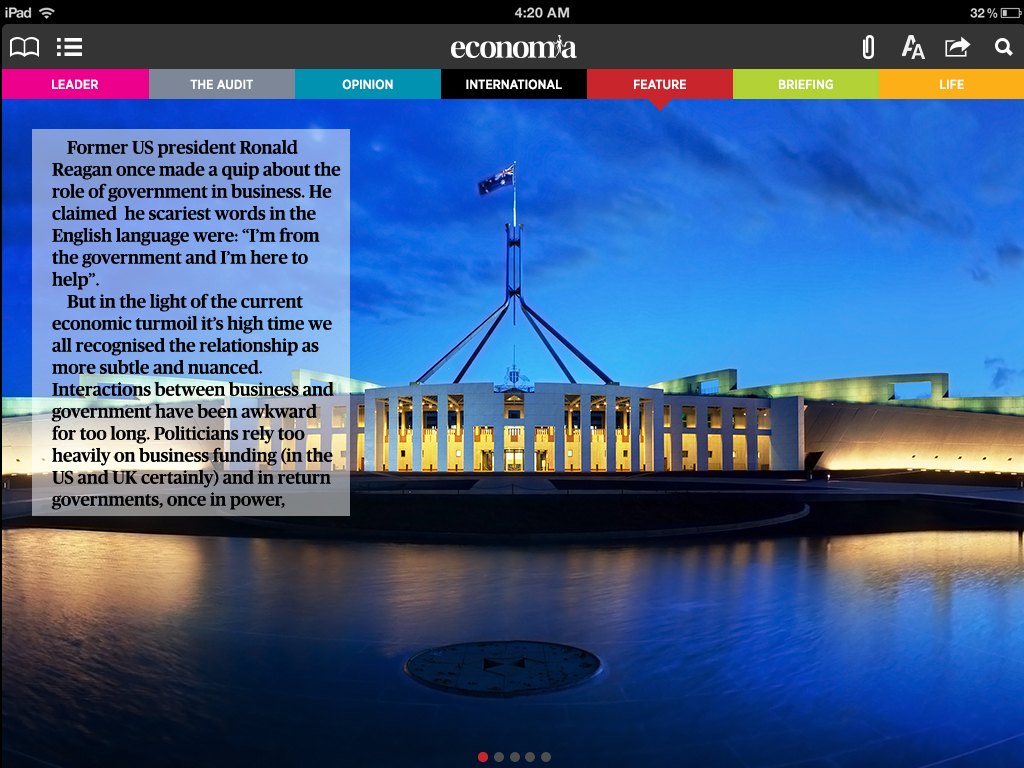 iPad 4:20 AM 32%
economia
LEADER THE AUDIT OPINION INTERNATIONAL FEATURE BRIEFING LIFE
Former US president Ronald
Reagan once made a quip about the
role of government in business. He
claimed  he scariest words in the
English language were: “I’m from
the government and I’m here to
help”.
But in the light of the current
economic turmoil it’s high time we
all recognised the relationship as
more subtle and nuanced.
Interactions between business and
government have been awkward
for too long. Politicians rely too
heavily on business funding (in the
US and UK certainly) and in return
governments, once in power,